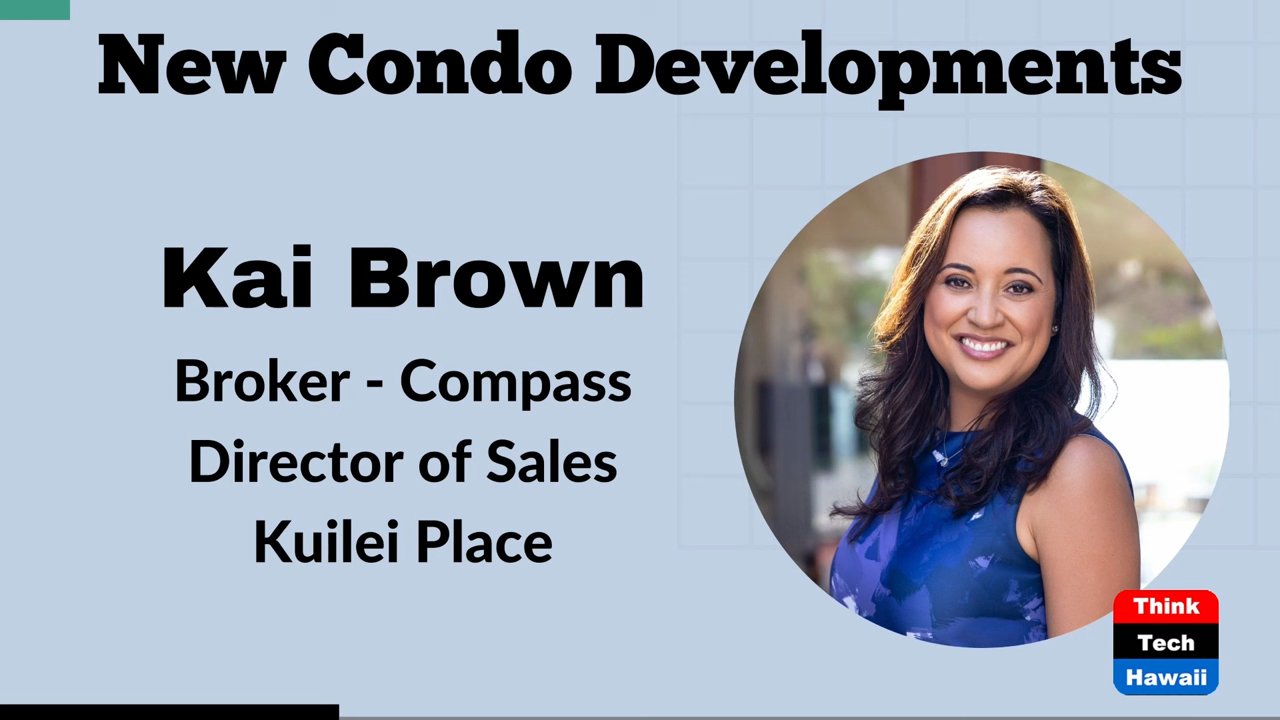 New Condo Developments
Kai Brown
Broker - Compass
Director of Sales
Kuilei Place
Think
Tech
Hawaii